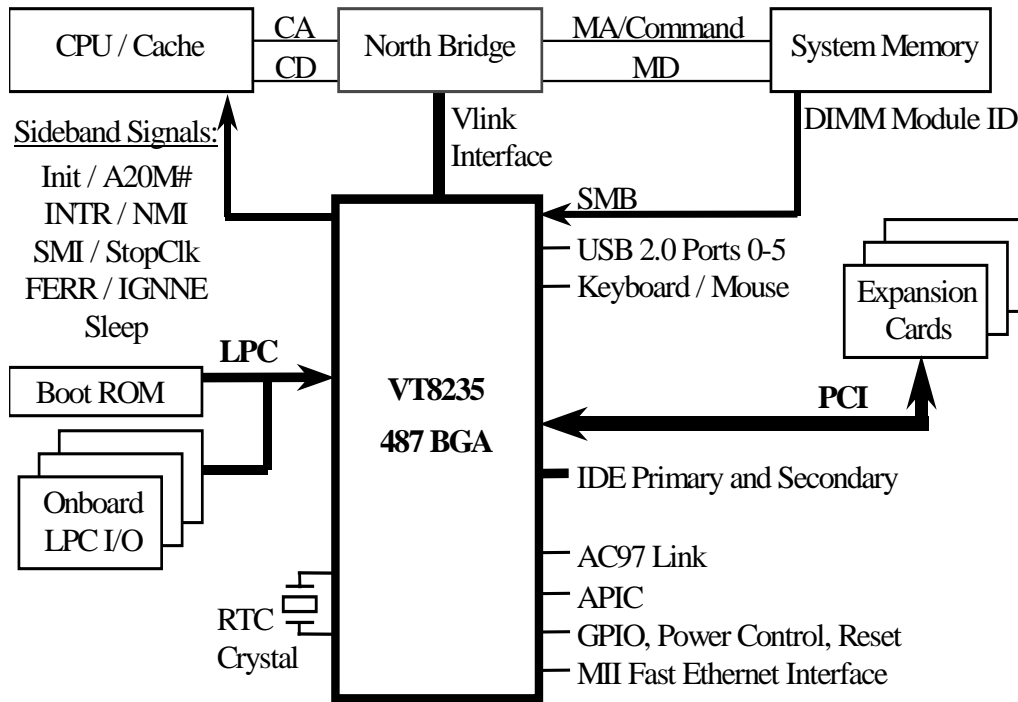 CPU / Cache
CA
CD
North Bridge
MA/Command
MD
System Memory
Sideband Signals:
Init / A20M#
INTR / NMI
SMI / StopClk
FERR / IGNNE
Sleep
Vlink
Interface
DIMM Module ID
SMB
USB 2.0 Ports 0-5
Keyboard / Mouse
Expansion
Cards
LPC
Boot ROM
VT8235
487 BGA
PCI
IDE Primary and Secondary
Onboard
LPC I/O
AC97 Link
APIC
GPIO, Power Control, Reset
MII Fast Ethernet Interface
RTC
Crystal